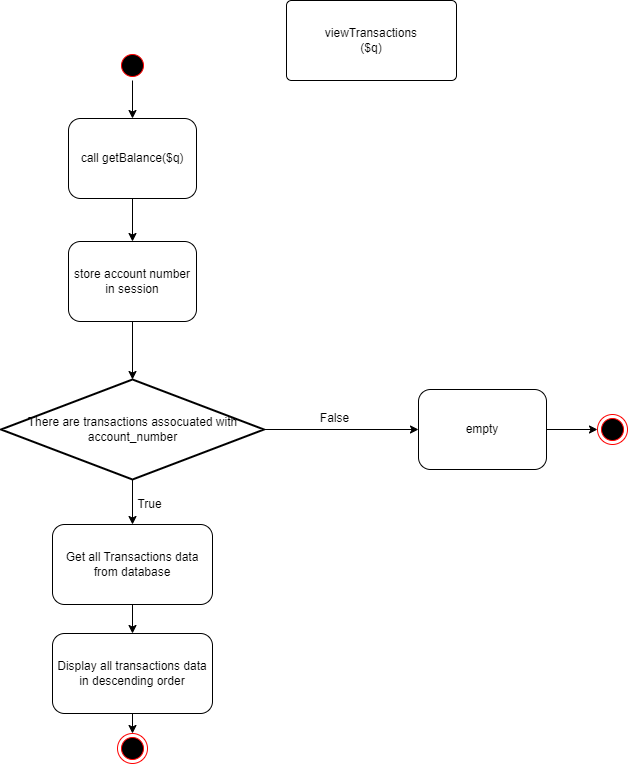 viewTransactions
($q)
call getBalance($q)
store account number
in session
There are transactions assocuated with
account_number
False
empty
True
Get all Transactions data
from database
Display all transactions data
in descending order